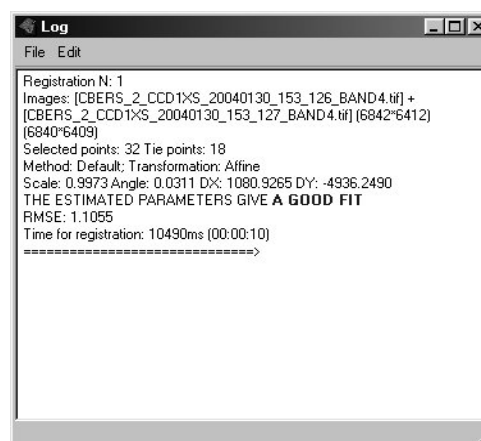 Log
File Edit
Registration N: 1
Images: [CBERS_2_CCD1XS_20040130_153_126_BAND4.tif] +
[CBERS_2_CCD1XS_20040130_153_127_BAND4.tif] (6842*6412)
(6840*6409)
Selected points: 32 Tie points: 18
Method: Default; Transformation: Affine
Scale: 0.9973 Angle: 0.0311 DX: 1080.9265 DY: -4936.2490
THE ESTIMATED PARAMETERS GIVE A GOOD FIT
RMSE: 1.1055
Time for registration: 10490ms (00:00:10)
==============================>